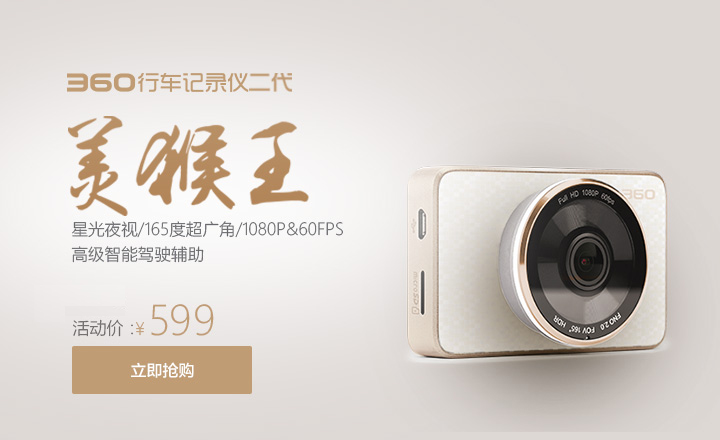 360行车记录仪二代
美猴王
星光夜视/165度超广角/1080P&60FPS
高级智能驾驶辅助
活动价 :¥ 599
立即抢购
360
Full HD 1080P 60fps
FNO 2.0 FOV 165° HDR